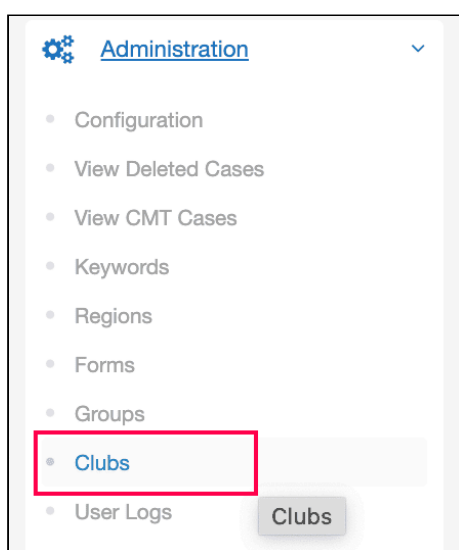 Administration
Configuration
View Deleted Cases
View CMT Cases
Keywords
Regions
Forms
Groups
Clubs
User Logs
Clubs